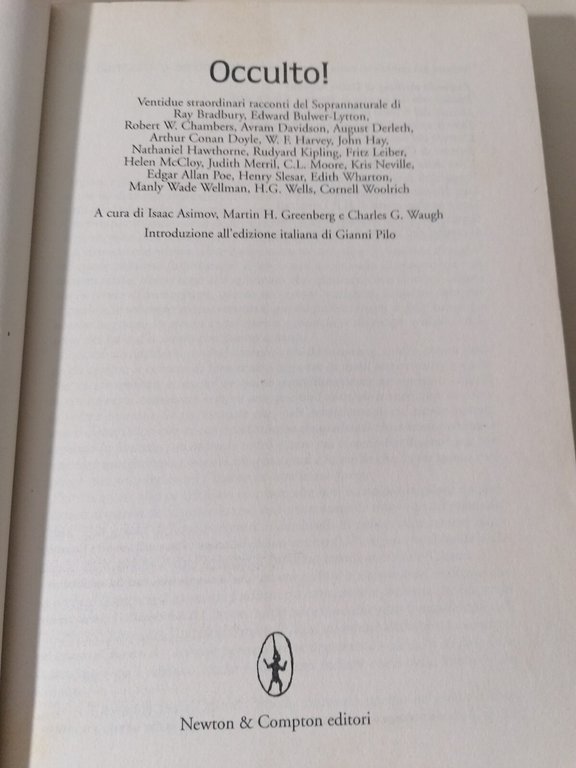 Occulto!
Ventidue straordinari racconti del Soprannaturale di
Ray Bradbury, Edward Bulwer-Lytton,
Robert W. Chambers, Avram Davidson, August Derleth,
Arthur Conan Doyle, W. F. Harvey, John Hay,
Nathaniel Hawthorne, Rudyard Kipling, Fritz Leiber,
Helen McCloy, Judith Merril, C.L. Moore, Kris Neville,
Edgar Allan Poe, Henry Slesar, Edith Wharton,
Manly Wade Wellman, H.G. Wells, Cornell Woolrich
A cura di Isaac Asimov, Martin H. Greenberg e Charles G. Waugh
Introduzione all'edizione italiana di Gianni Pilo
Newton & Compton editori